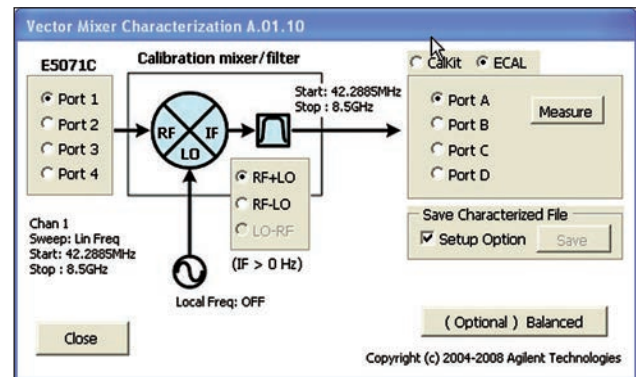 Vector Mixer Characterization A.01.10
E5071C
Port 1
Port 2
Port 3
Port 4
Chan 1
Sweep: Lin Freq
Start: 42.2885MHz
Stop : 8.5GHz
Close
Calibration mixer/filter
RF
IF
LO
RF+LO
RF-LO
LO-RF
(IF > 0 Hz)
Local Freq: OFF
Start: 42.2885MHz
Stop : 8.5GHz
CalKit
ECAL
Port A
Port B
Port C
Port D
Measure
Save Characterized File
Setup Option
Save
( Optional ) Balanced
Copyright (c) 2004-2008 Agilent Technologies